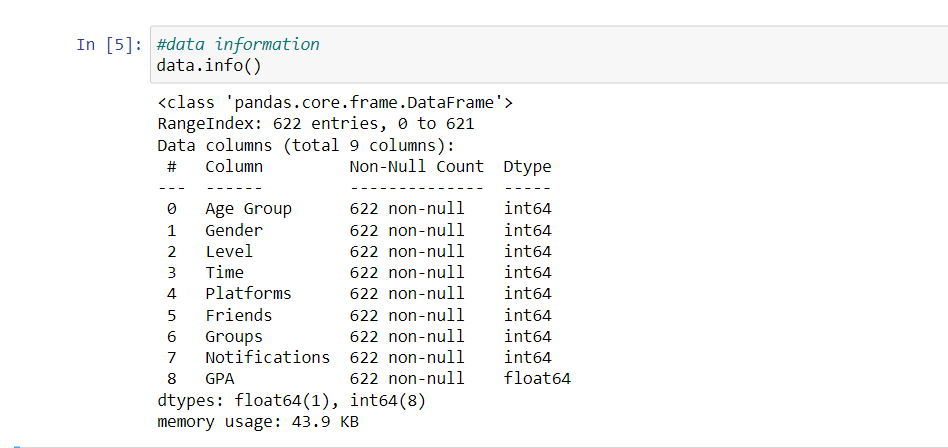 In [5]: #data information
data.info()
<class 'pandas.core.frame.DataFrame'>
RangeIndex: 622 entries, 0 to 621
Data columns (total 9 columns):
 #   Column         Non-Null Count  Dtype
---  ------         --------------  -----
 0   Age Group      622 non-null    int64
 1   Gender         622 non-null    int64
 2   Level          622 non-null    int64
 3   Time           622 non-null    int64
 4   Platforms      622 non-null    int64
 5   Friends        622 non-null    int64
 6   Groups         622 non-null    int64
 7   Notifications  622 non-null    int64
 8   GPA            622 non-null    float64
dtypes: float64(1), int64(8)
memory usage: 43.9 KB